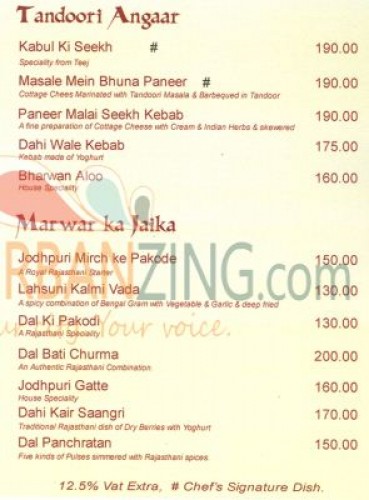 Tandoori Angaar
Kabul Ki Seekh # 190.00
Speciality from Teej
Masale Mein Bhuna Paneer # 190.00
Cottage Chees Marinated with Tandoori Masala & Barbequed in Tandoor
Paneer Malai Seekh Kebab 190.00
A fine preparation of Cottage Cheese with Cream & Indian Herbs & skewered
Dahi Wale Kebab 175.00
Kebab made of Yoghurt
Bharwan Aloo 160.00
House Speciality
Marwar ka Jaika
RBANZING.com
Jodhpuri Mirch ke Pakode 150.00
A Royal Rajasthani Starter
Lahsuni Kalmi Vada 130.00
A spicy combination of Bengal Gram with Vegetable & Garlic & deep fried
Your voice.
Dal Ki Pakodi 130.00
A Rajasthani Speciality
Dal Bati Churma 200.00
An Authentic Rajasthani Combination
Jodhpuri Gatte 160.00
House Speciality
Dahi Kair Saangri 170.00
Traditional Rajasthani dish of Dry Berries with Yoghurt
Dal Panchratan 150.00
Five kinds of Pulses simmered with Rajasthani spices.
12.5% Vat Extra, # Chef's Signature Dish.